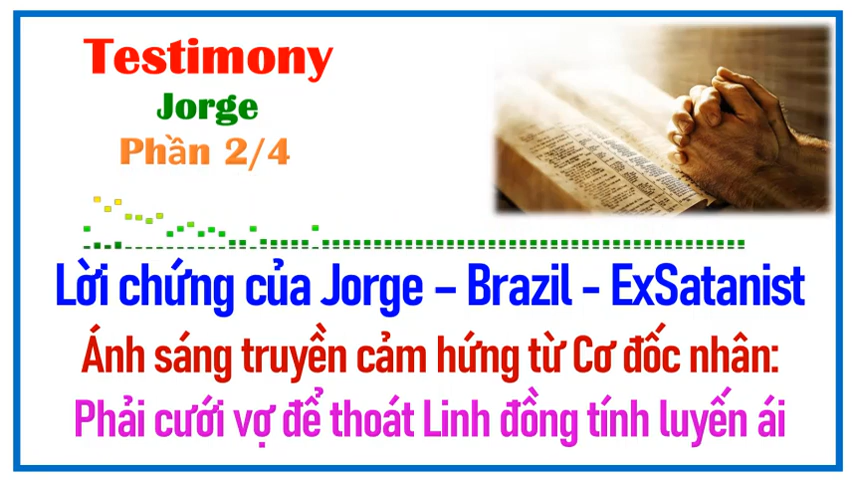 Testimony
Jorge
Phần 2/4
Lời chứng của Jorge – Brazil - ExSatanist
Ánh sáng truyền cảm hứng từ Cơ đốc nhân:
Phải cưới vợ để thoát Linh đồng tính luyến ái